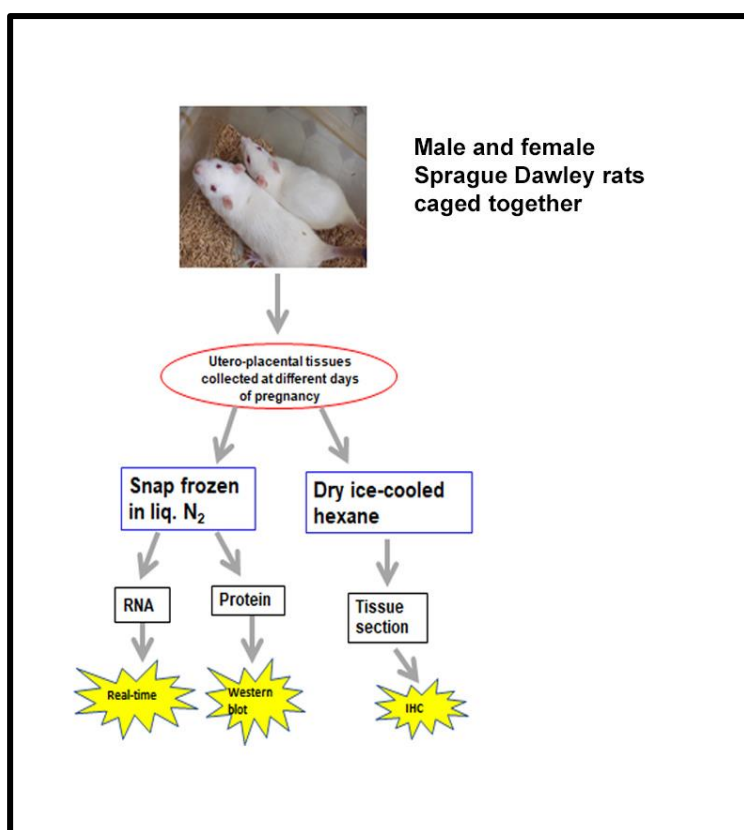 Male and female
Sprague Dawley rats
caged together
Utero-placental tissues
collected at different days
of pregnancy
Snap frozen
in liq. N₂
Dry ice-cooled
hexane
RNA
Protein
Tissue
section
Real-time
Western
blot
IHC